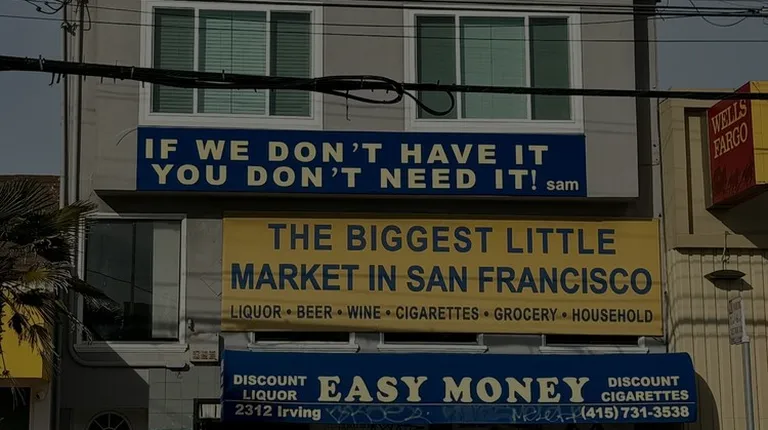 IF WE DON'T HAVE IT
YOU DON'T NEED IT! sam
WELLS
FARGO
THE BIGGEST LITTLE
MARKET IN SAN FRANCISCO
LIQUOR • BEER • WINE • CIGARETTES • GROCERY • HOUSEHOLD
DISCOUNT
LIQUOR
2312 Irving
EASY MONEY
DISCOUNT
CIGARETTES
(415) 731-3538